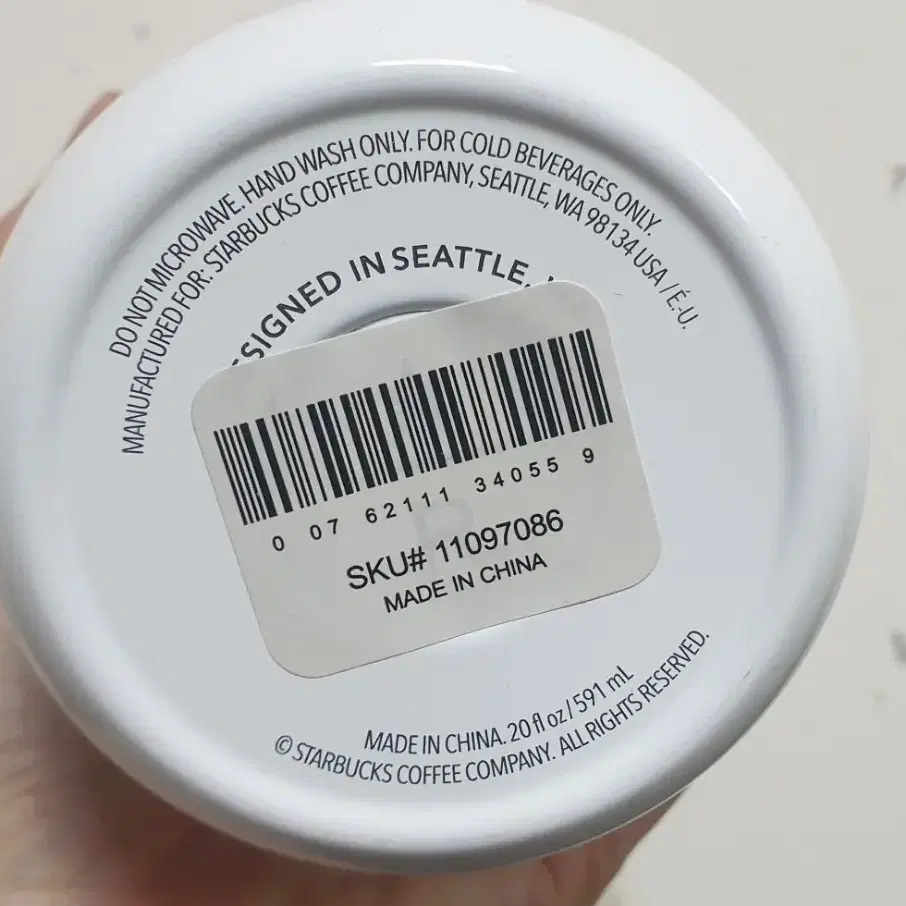 DO NOT MICROWAVE. HAND WASH ONLY. FOR COLD BEVERAGES ONLY.
MANUFACTURED FOR: STARBUCKS COFFEE COMPANY, SEATTLE, WA 98134 USA / É.-U.
ESIGNED IN SEATTLE,
0 07 62111 34055 9
SKU# 11097086
MADE IN CHINA
MADE IN CHINA. 20 fl oz / 591 mL
© STARBUCKS COFFEE COMPANY. ALL RIGHTS RESERVED.